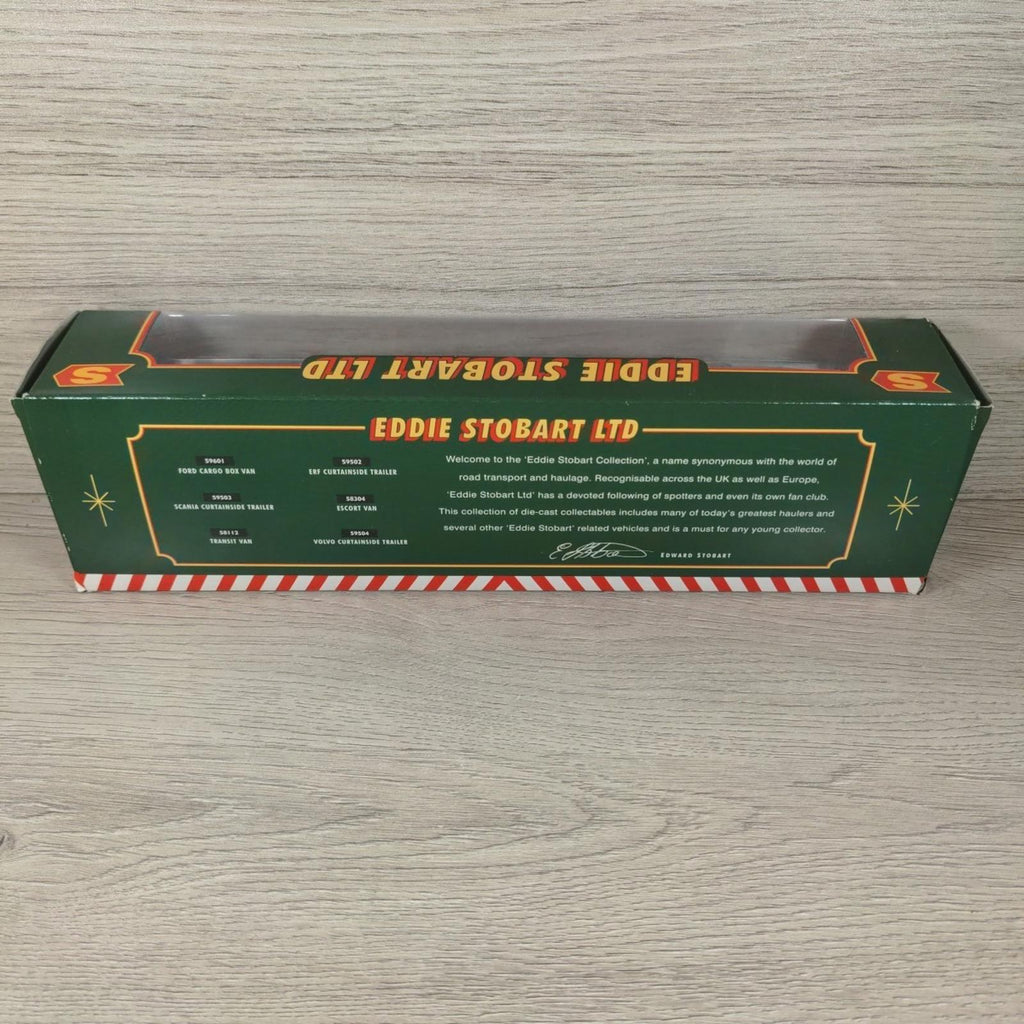 S
S
EDDIE STOBART LTD
EDDIE STOBART LTD
59601
FORD CARGO BOX VAN
59502
ERF CURTAINSIDE TRAILER
59503
SCANIA CURTAINSIDE TRAILER
58304
ESCORT VAN
58112
TRANSIT VAN
59504
VOLVO CURTAINSIDE TRAILER
Welcome to the 'Eddie Stobart Collection', a name synonymous with the world of
road transport and haulage. Recognisable across the UK as well as Europe,
'Eddie Stobart Ltd' has a devoted following of spotters and even its own fan club.
This collection of die-cast collectables includes many of today's greatest haulers and
several other 'Eddie Stobart' related vehicles and is a must for any young collector.
EDWARD STOBART